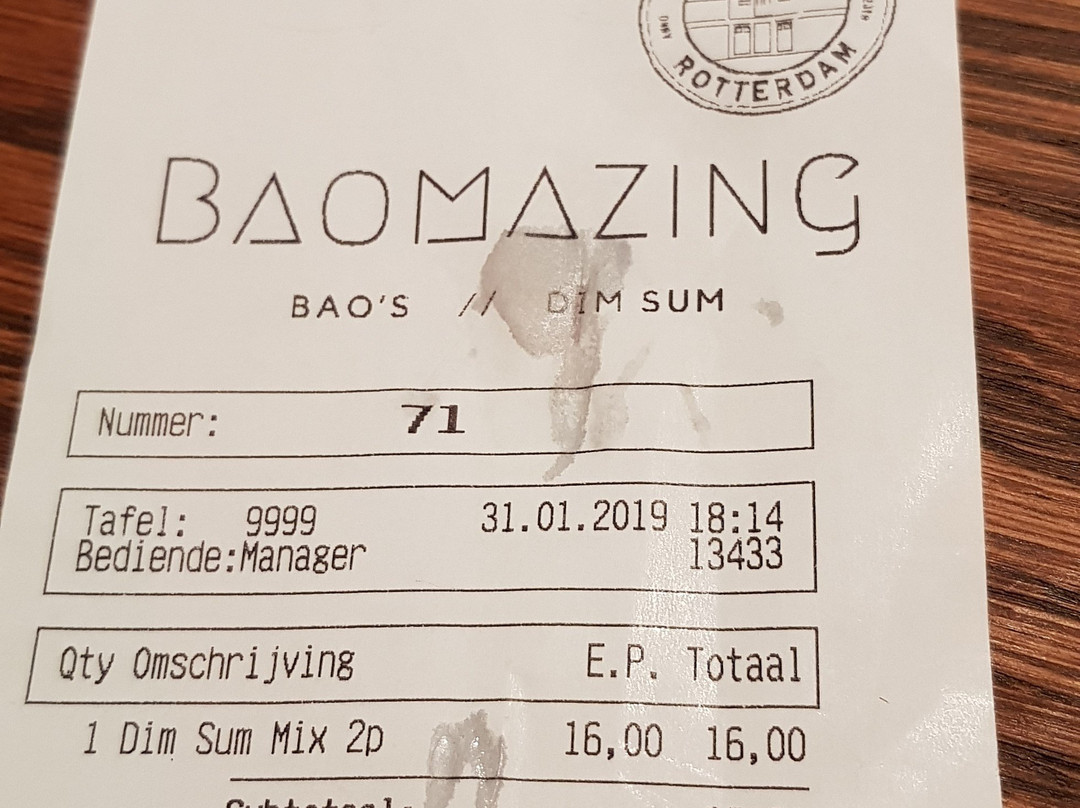 ROTTERDAM
BAOMAZING
BAO'S // DIM SUM
Nummer: 71
Tafel: 9999 31.01.2019 18:14
Bediende:Manager 13433
Qty Omschrijving E.P. Totaal
1 Dim Sum Mix 2p 16,00 16,00